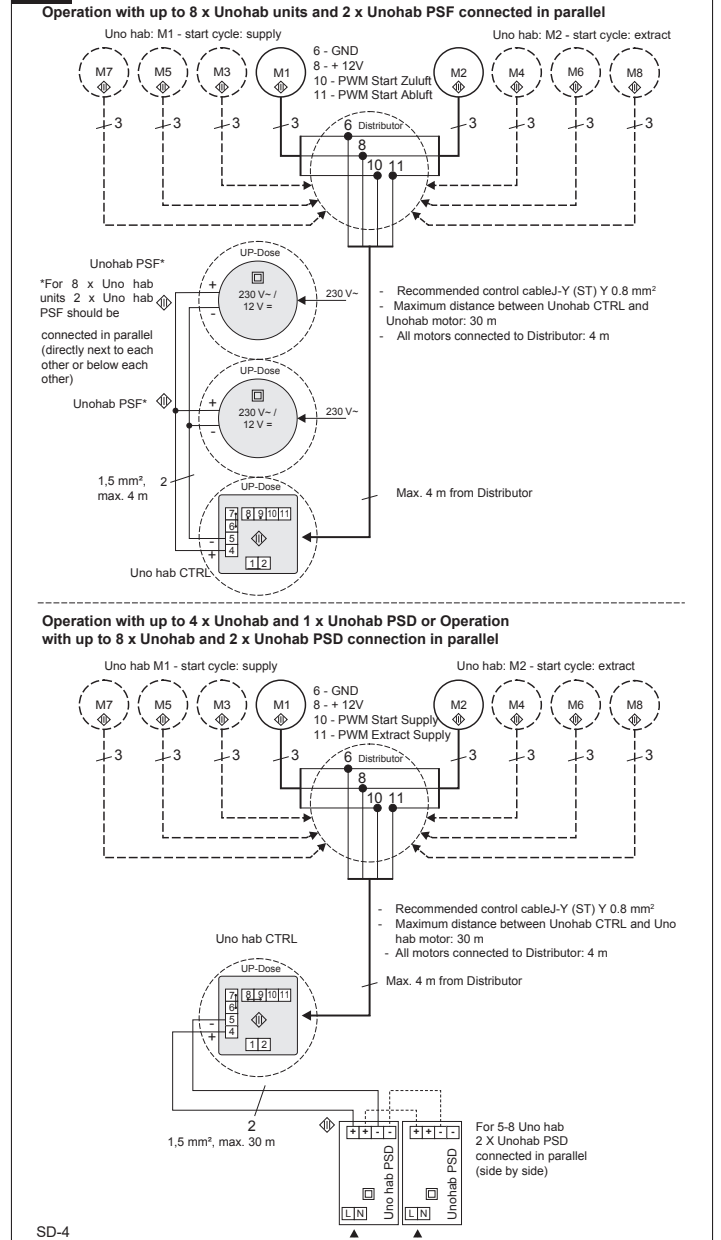 Operation with up to 8 x Unohab units and 2 x Unohab PSF connected in parallel
Uno hab: M1 - start cycle: supply
Uno hab: M2 - start cycle: extract
M7
M5
M3
M1
6 - GND
8 - + 12V
10 - PWM Start Zuluft
11 - PWM Start Abluft
M2
M4
M6
M8
3
3
3
3
6 Distributor
8
10 11
3
3
3
3
Unohab PSF*
*For 8 x Uno hab
units 2 x Uno hab
PSF should be
connected in parallel
(directly next to each
other or below each
other)
UP-Dose
+
-
230 V~ /
12 V =
230 V~
- Recommended control cableJ-Y (ST) Y 0.8 mm²
- Maximum distance between Unohab CTRL and
Unohab motor: 30 m
- All motors connected to Distributor: 4 m
Unohab PSF*
UP-Dose
+
-
230 V~ /
12 V =
230 V~
1,5 mm²,
max. 4 m
2
UP-Dose
7 8 9 10 11
6
5
4
1 2
-
+
Uno hab CTRL
Max. 4 m from Distributor
Operation with up to 4 x Unohab and 1 x Unohab PSD or Operation
with up to 8 x Unohab and 2 x Unohab PSD connection in parallel
Uno hab M1 - start cycle: supply
Uno hab: M2 - start cycle: extract
M7
M5
M3
M1
6 - GND
8 - + 12V
10 - PWM Start Supply
11 - PWM Extract Supply
M2
M4
M6
M8
3
3
3
3
6 Distributor
8
10 11
3
3
3
3
- Recommended control cableJ-Y (ST) Y 0.8 mm²
- Maximum distance between Unohab CTRL and Uno
hab motor: 30 m
- All motors connected to Distributor: 4 m
Max. 4 m from Distributor
Uno hab CTRL
UP-Dose
7 8 9 10 11
6
5
4
1 2
-
+
2
1,5 mm², max. 30 m
+ + - -
Uno hab PSD
L N
+ + - -
Unohab PSD
L N
For 5-8 Uno hab
2 X Unohab PSD
connected in parallel
(side by side)
SD-4